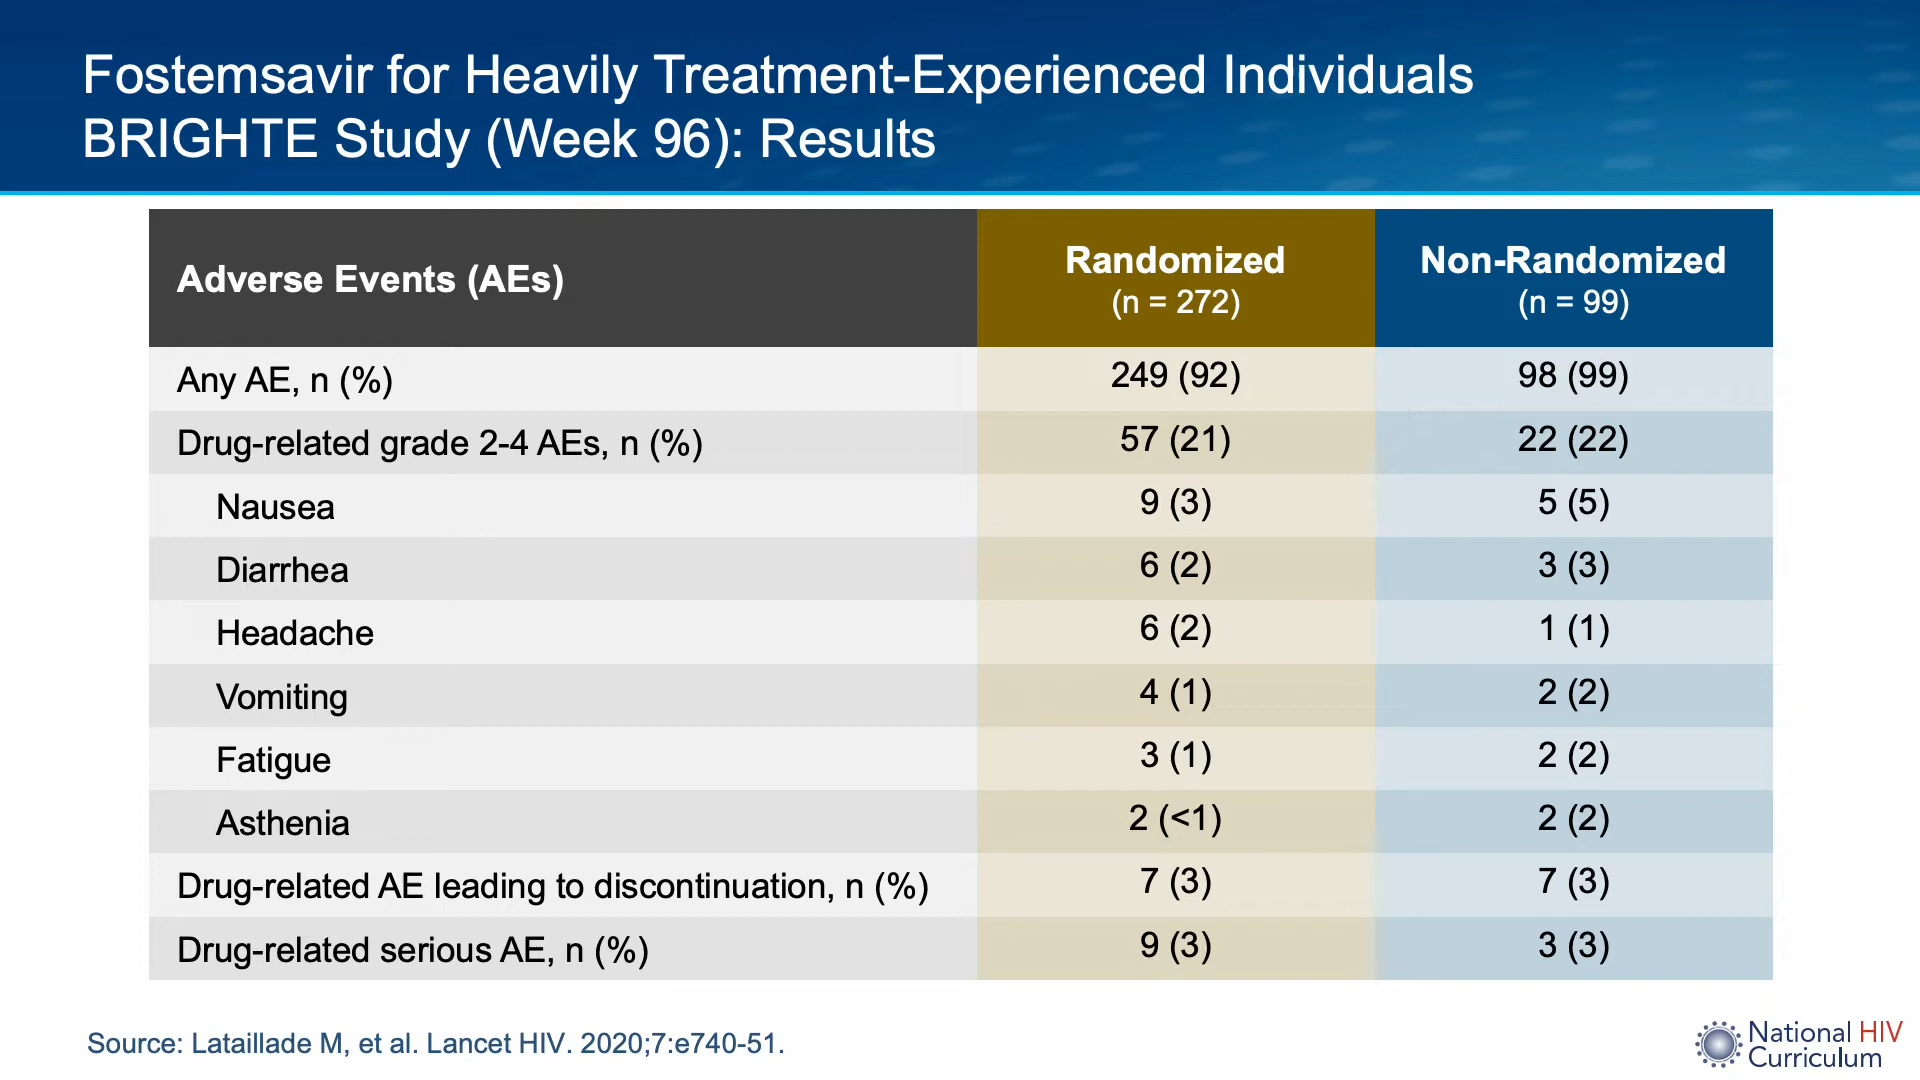 Fostemsavir for Heavily Treatment-Experienced Individuals
BRIGHTE Study (Week 96): Results
Adverse Events (AEs) Randomized (n = 272) Non-Randomized (n = 99)
Any AE, n (%) 249 (92) 98 (99)
Drug-related grade 2-4 AEs, n (%) 57 (21) 22 (22)
Nausea 9 (3) 5 (5)
Diarrhea 6 (2) 3 (3)
Headache 6 (2) 1 (1)
Vomiting 4 (1) 2 (2)
Fatigue 3 (1) 2 (2)
Asthenia 2 (<1) 2 (2)
Drug-related AE leading to discontinuation, n (%) 7 (3) 7 (3)
Drug-related serious AE, n (%) 9 (3) 3 (3)
Source: Lataillade M, et al. Lancet HIV. 2020;7:e740-51.
National HIV
Curriculum